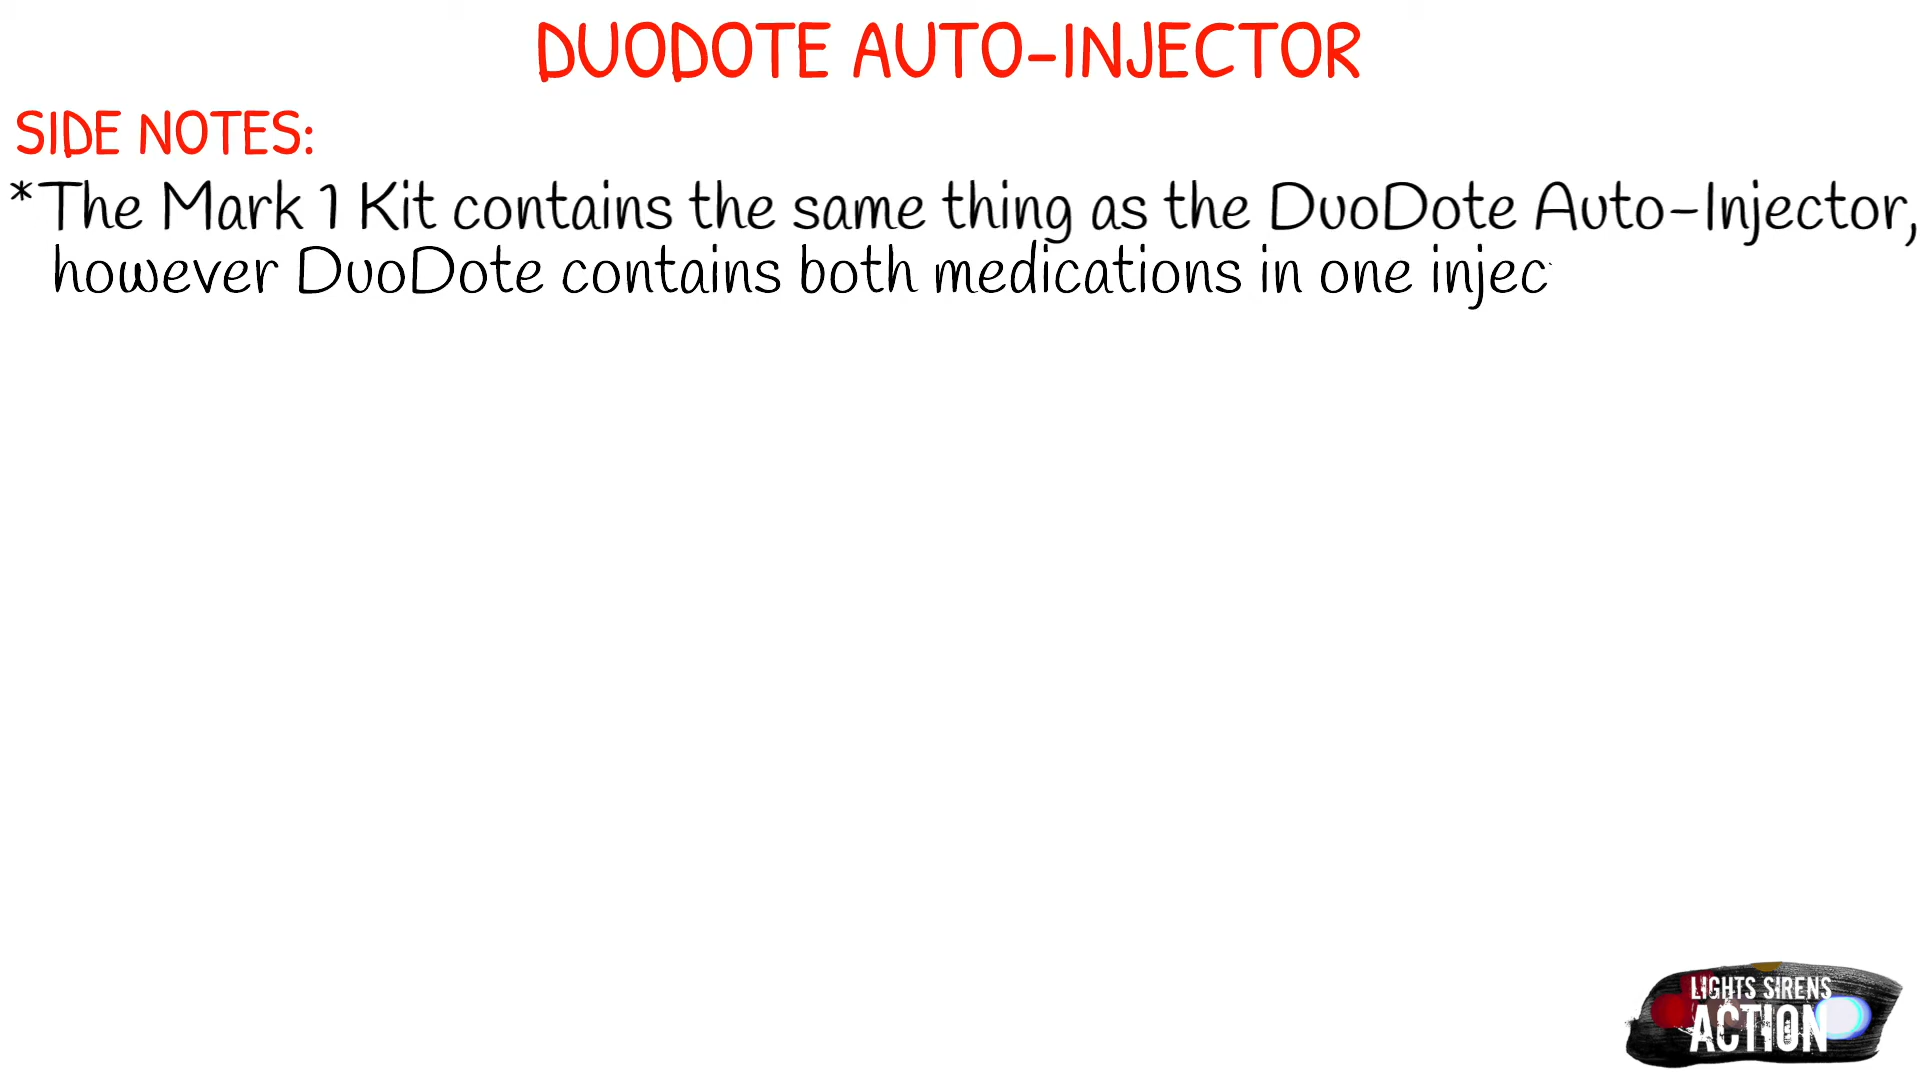 DUODOTE AUTO-INJECTOR
SIDE NOTES:
*The Mark 1 Kit contains the same thing as the DuoDote Auto-Injector,
however DuoDote contains both medications in one injec
LIGHTS SIRENS
ACTION